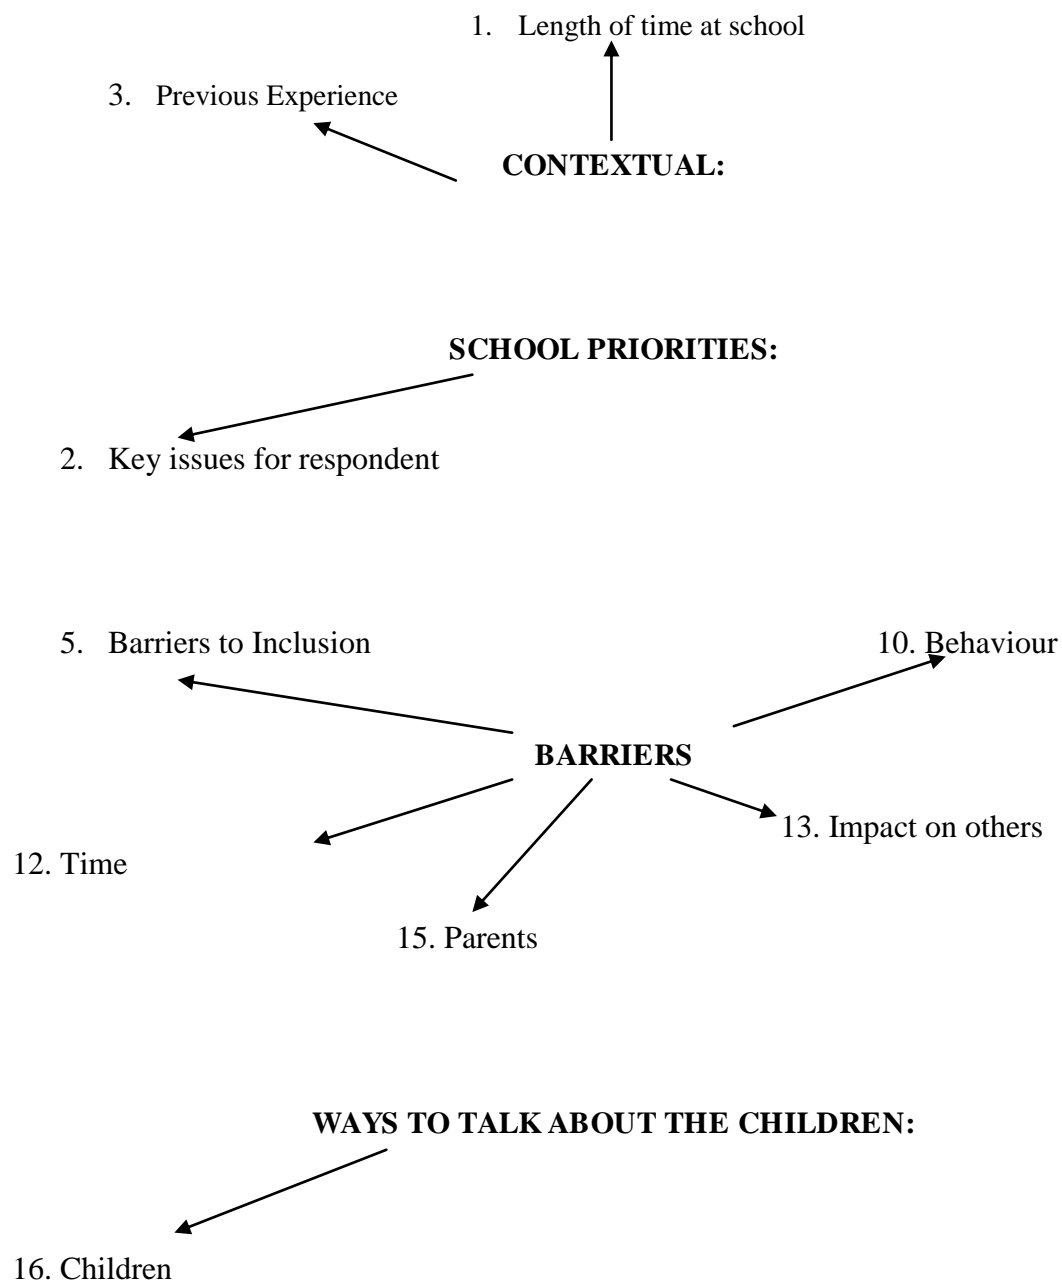 1. Length of time at school
3. Previous Experience
CONTEXTUAL:
SCHOOL PRIORITIES:
2. Key issues for respondent
5. Barriers to Inclusion
10. Behaviour
BARRIERS
13. Impact on others
12. Time
15. Parents
WAYS TO TALK ABOUT THE CHILDREN:
16. Children